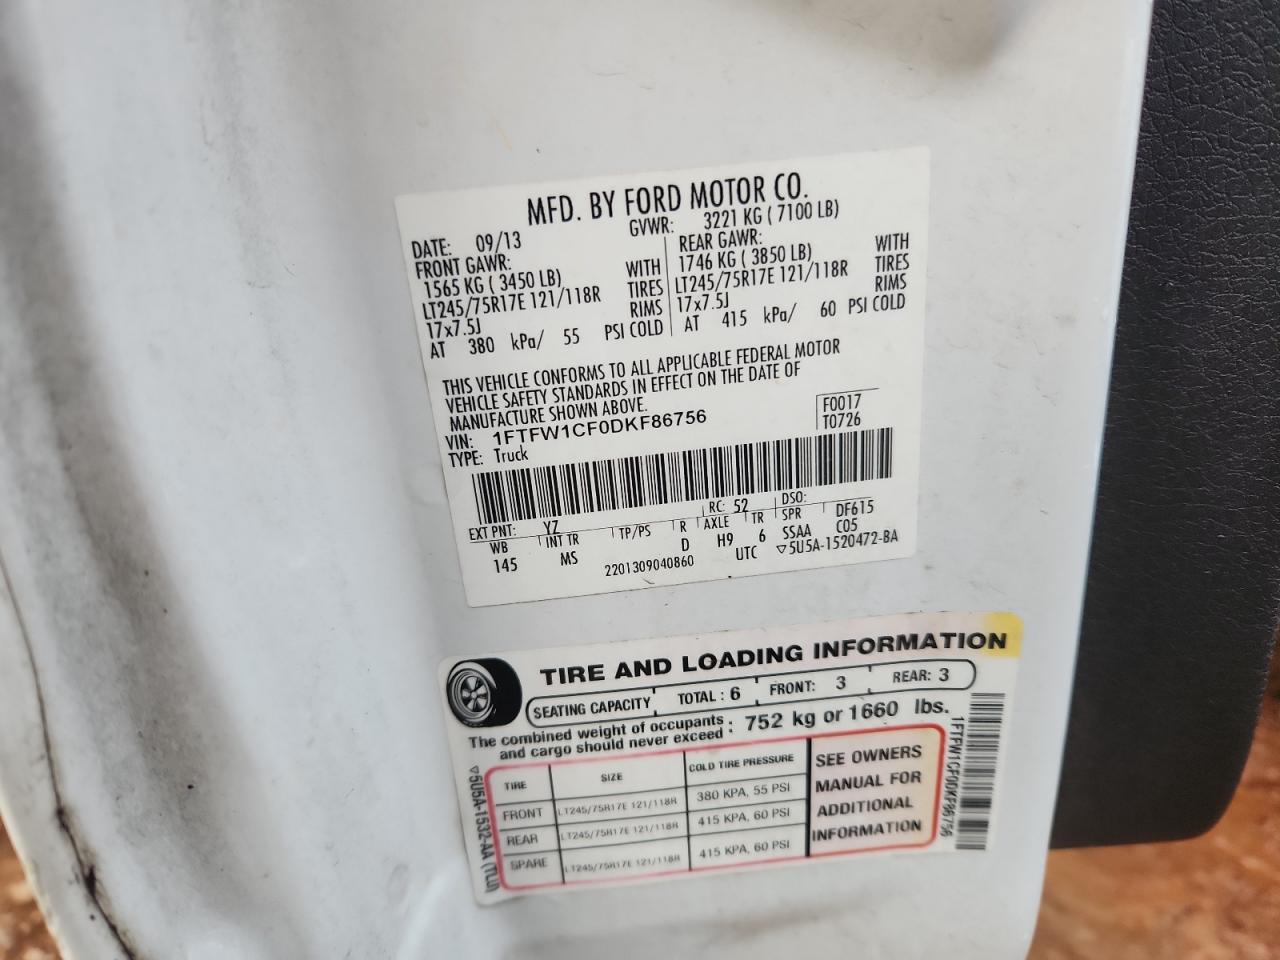 MFD. BY FORD MOTOR CO.
DATE: 09/13 GVWR: 3221 KG ( 7100 LB)
FRONT GAWR: REAR GAWR:
1565 KG ( 3450 LB) WITH 1746 KG ( 3850 LB) WITH
LT245/75R17E 121/118R TIRES LT245/75R17E 121/118R TIRES
17x7.5J RIMS 17x7.5J RIMS
AT 380 kPa/ 55 PSI COLD AT 415 kPa/ 60 PSI COLD
THIS VEHICLE CONFORMS TO ALL APPLICABLE FEDERAL MOTOR
VEHICLE SAFETY STANDARDS IN EFFECT ON THE DATE OF
MANUFACTURE SHOWN ABOVE.
VIN: 1FTFW1CF0DKF86756 F0017
TYPE: Truck T0726
EXT PNT: YZ RC: 52 DSO:
WB INT TR TP/PS R AXLE TR SPR DF615
145 MS D H9 6 SSAA C05
2201309040860 UTC ▽5U5A-1520472-BA
TIRE AND LOADING INFORMATION
SEATING CAPACITY TOTAL : 6 FRONT: 3 REAR: 3
The combined weight of occupants : 752 kg or 1660 lbs.
and cargo should never exceed :
TIRE SIZE COLD TIRE PRESSURE
FRONT LT245/75R17E 121/118R 380 KPA, 55 PSI
REAR LT245/75R17E 121/118R 415 KPA, 60 PSI
SPARE LT245/75R17E 121/118R 415 KPA, 60 PSI
SEE OWNERS
MANUAL FOR
ADDITIONAL
INFORMATION
▽5U5A-1532-AA (TLU)
1FTFW1CF0DKF86756